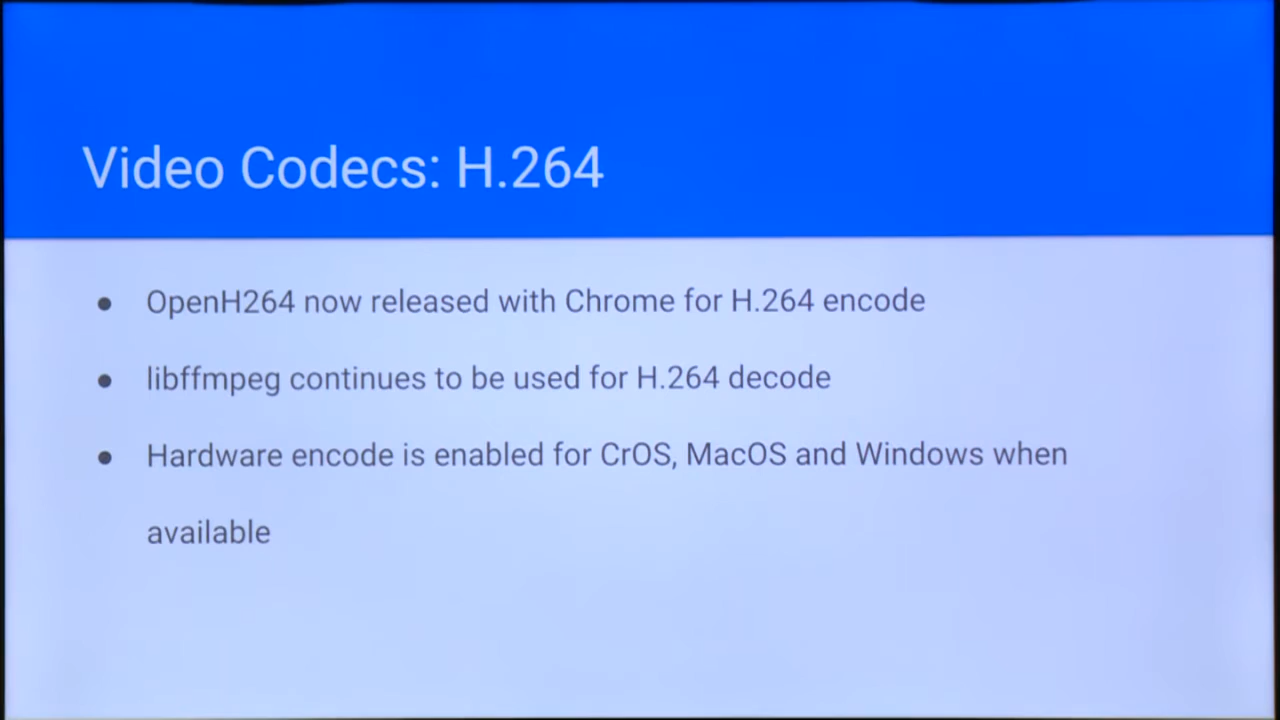 Video Codecs: H.264
● OpenH264 now released with Chrome for H.264 encode
● libffmpeg continues to be used for H.264 decode
● Hardware encode is enabled for CrOS, MacOS and Windows when
available